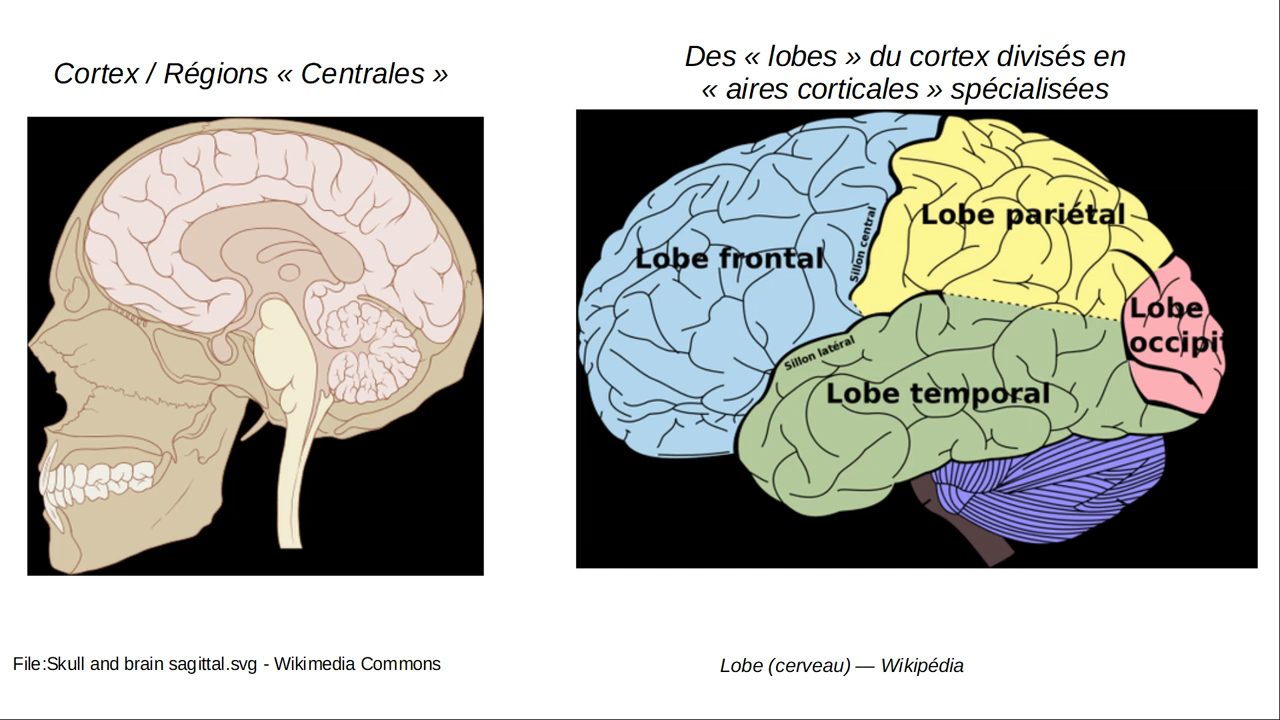 Cortex / Régions « Centrales »
Des « lobes » du cortex divisés en
« aires corticales » spécialisées
Lobe frontal
Sillon central
Lobe pariétal
Lobe
occipit
Sillon latéral
Lobe temporal
File:Skull and brain sagittal.svg - Wikimedia Commons
Lobe (cerveau) — Wikipédia